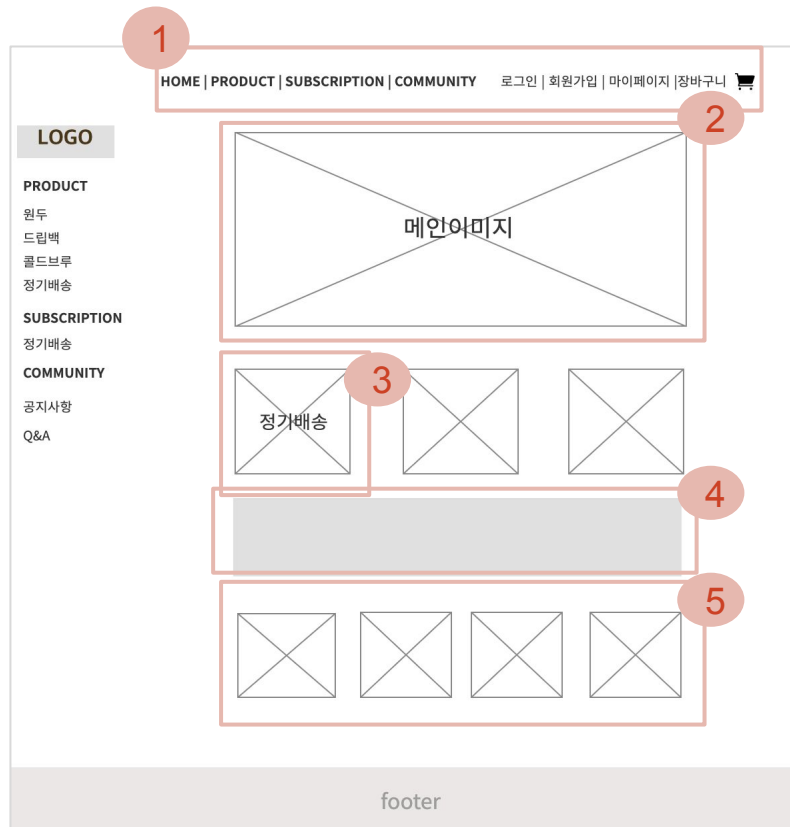 1
HOME | PRODUCT | SUBSCRIPTION | COMMUNITY 로그인 | 회원가입 | 마이페이지 |장바구니
2
LOGO
PRODUCT
원두
드립백
콜드브루
정기배송
SUBSCRIPTION
정기배송
COMMUNITY
공지사항
Q&A
메인이미지
3
정기배송
4
5
footer